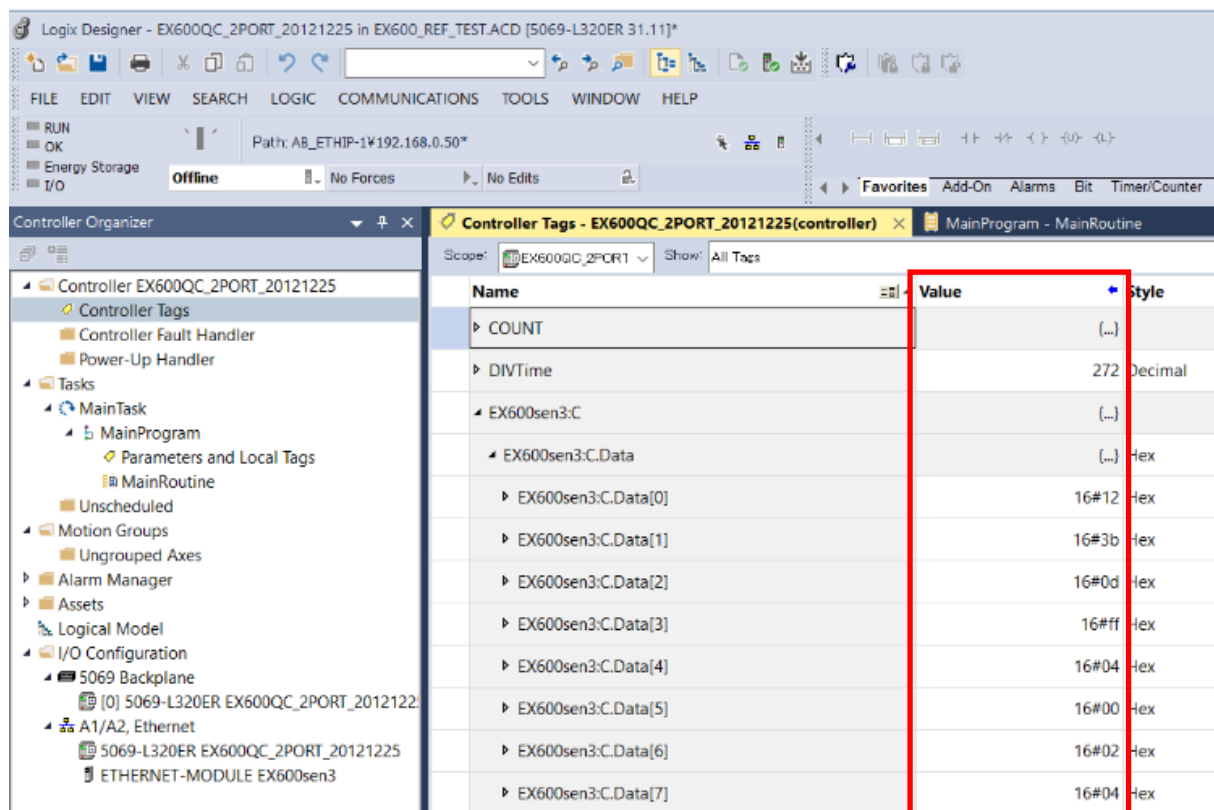 Logix Designer - EX600QC_2PORT_20121225 in EX600_REF_TEST.ACD [5069-L320ER 31.11]*
FILE EDIT VIEW SEARCH LOGIC COMMUNICATIONS TOOLS WINDOW HELP
RUN
OK
Energy Storage
I/O
Path: AB_ETHIP-1¥192.168.0.50*
Offline
No Forces
No Edits
Favorites Add-On Alarms Bit Timer/Counter
Controller Organizer
Controller Tags - EX600QC_2PORT_20121225(controller)
MainProgram - MainRoutine
Scope: EX600QC_2PORT Show: All Tags
Controller EX600QC_2PORT_20121225
Controller Tags
Controller Fault Handler
Power-Up Handler
Tasks
MainTask
MainProgram
Parameters and Local Tags
MainRoutine
Unscheduled
Motion Groups
Ungrouped Axes
Alarm Manager
Assets
Logical Model
I/O Configuration
5069 Backplane
[0] 5069-L320ER EX600QC_2PORT_2012122
A1/A2, Ethernet
5069-L320ER EX600QC_2PORT_20121225
ETHERNET-MODULE EX600sen3
Name Value Style
COUNT {...}
DIVTime 272 Decimal
EX600sen3:C {...}
EX600sen3:C.Data {...} Hex
EX600sen3:C.Data[0] 16#12 Hex
EX600sen3:C.Data[1] 16#3b Hex
EX600sen3:C.Data[2] 16#0d Hex
EX600sen3:C.Data[3] 16#ff Hex
EX600sen3:C.Data[4] 16#04 Hex
EX600sen3:C.Data[5] 16#00 Hex
EX600sen3:C.Data[6] 16#02 Hex
EX600sen3:C.Data[7] 16#04 Hex